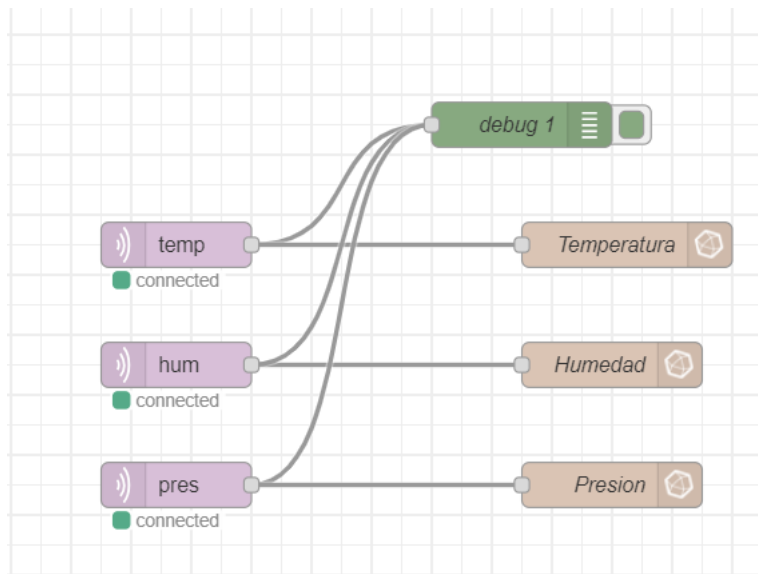 debug 1
temp
Temperatura
connected
hum
Humedad
connected
pres
Presion
connected